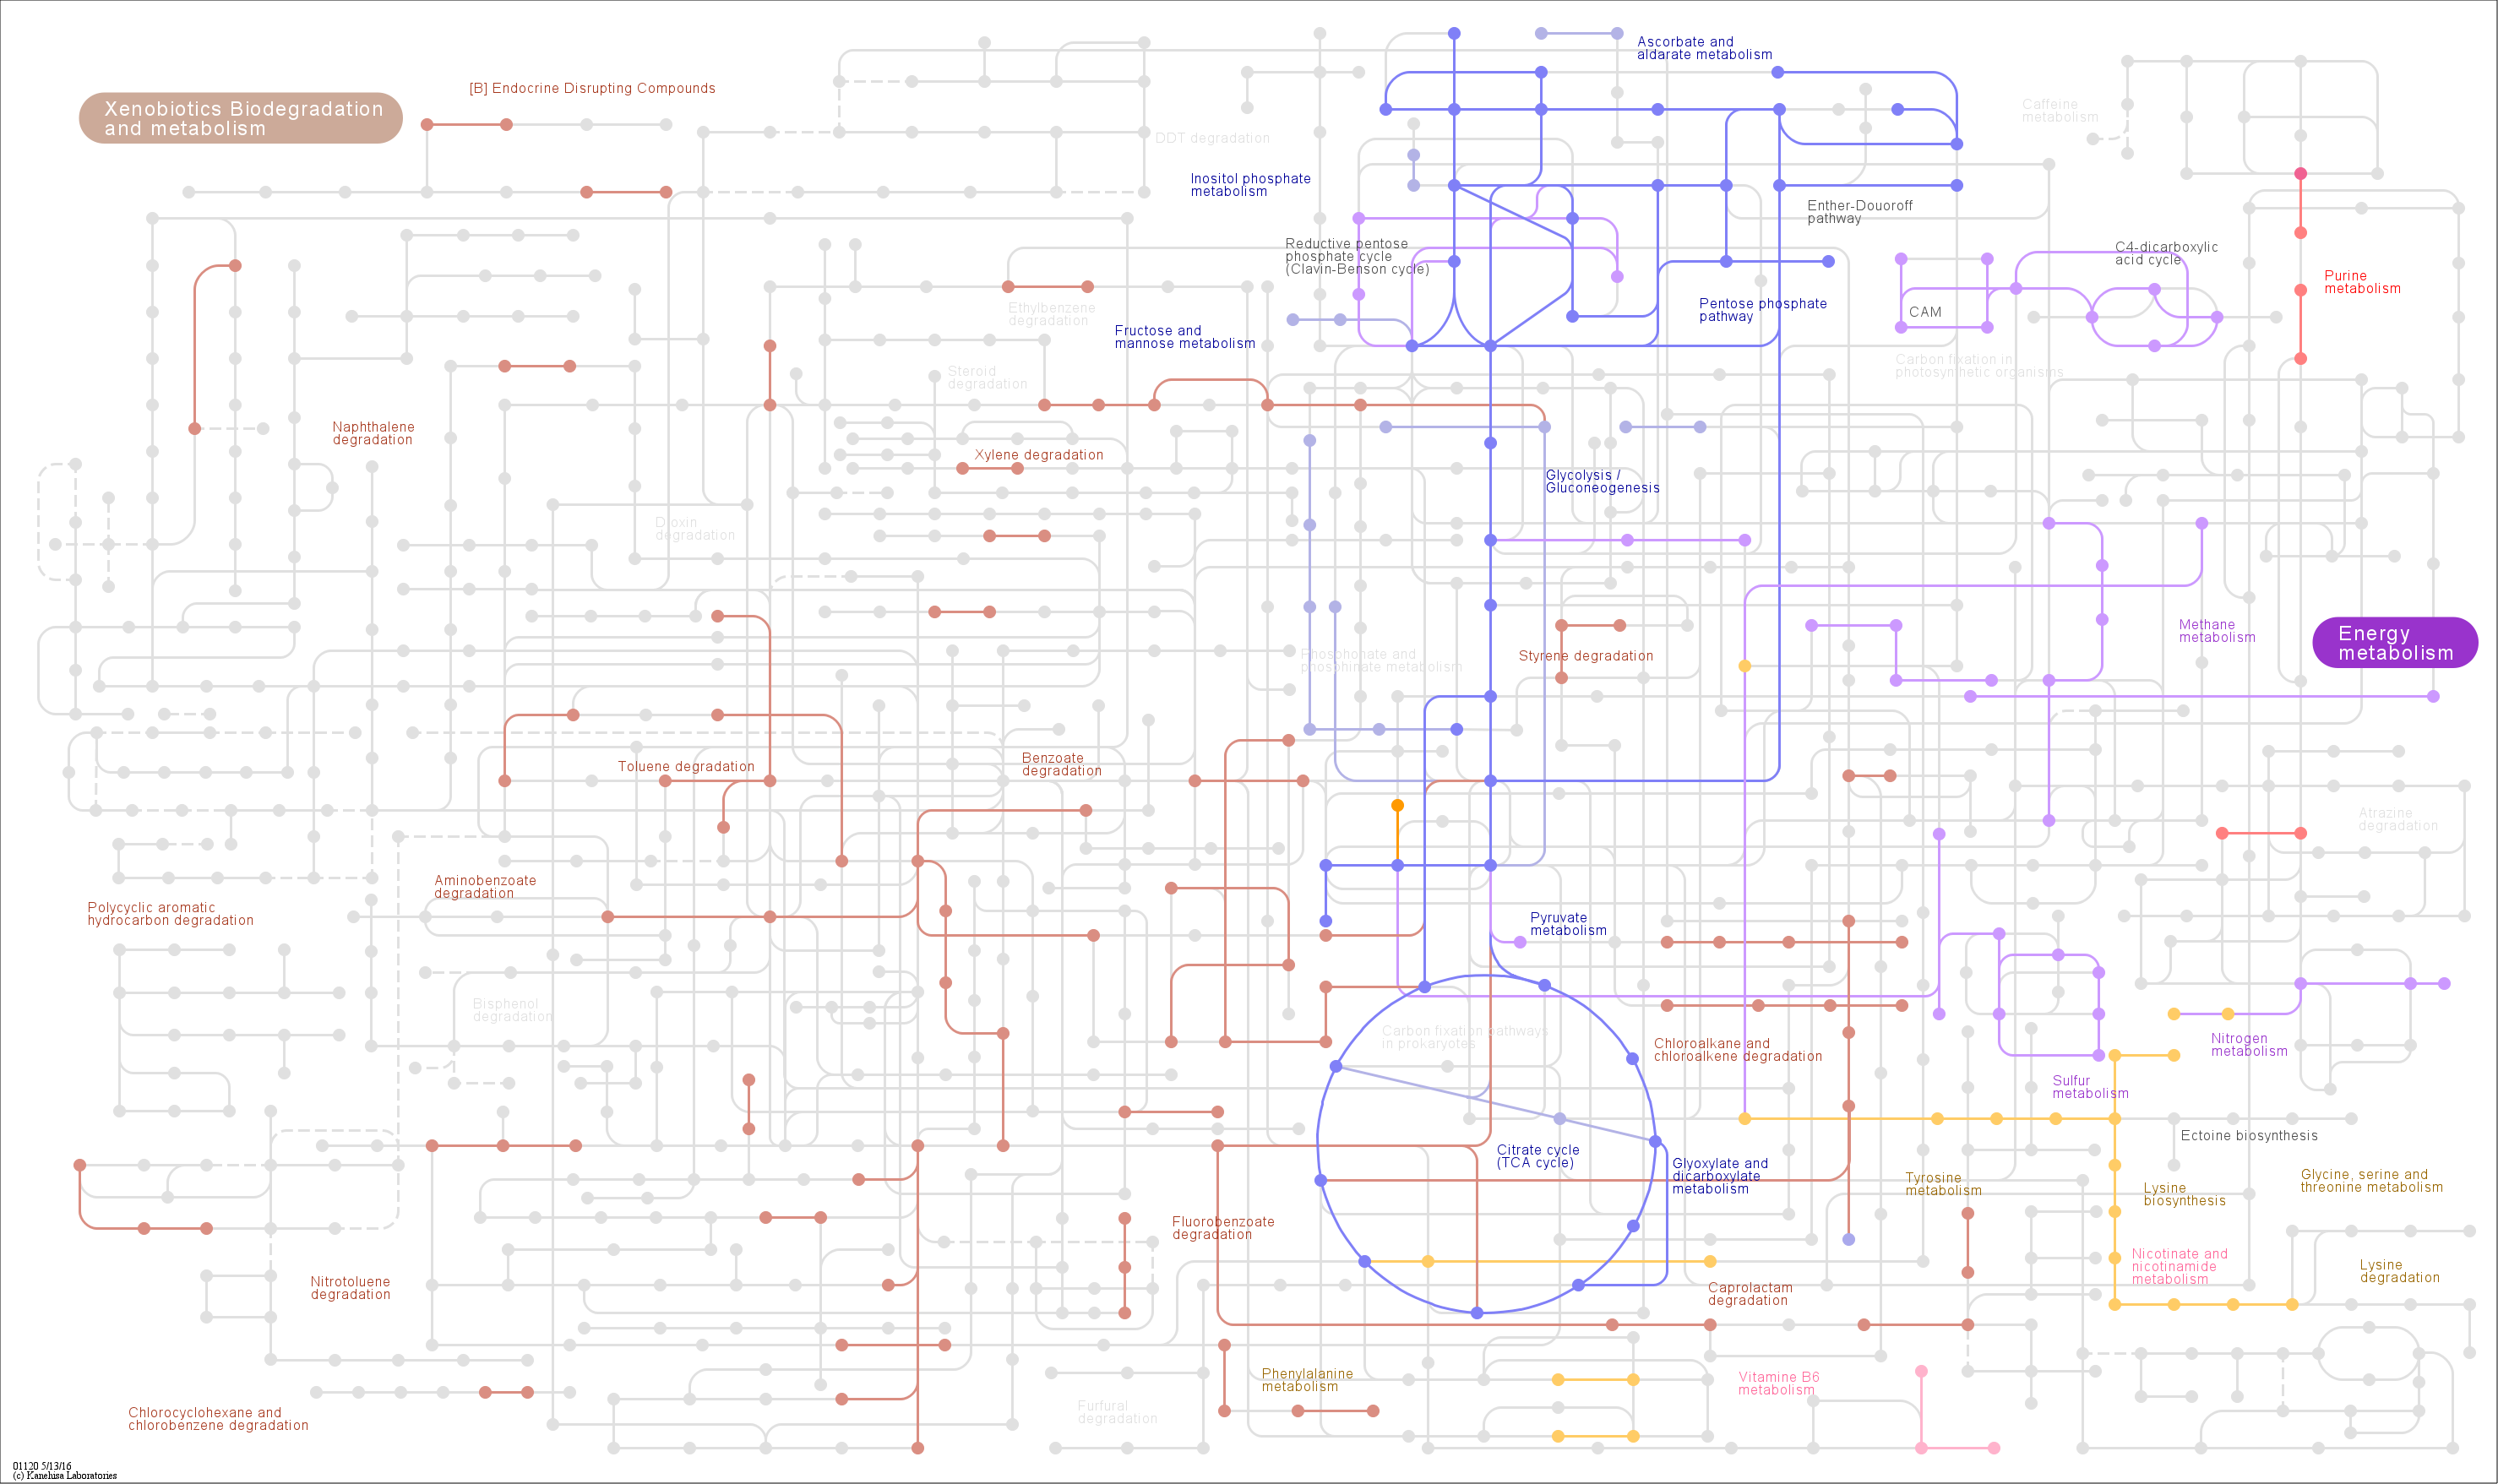 Ascorbate and
aldarate metabolism
[B] Endocrine Disrupting Compounds
Xenobiotics Biodegradation
and metabolism
Caffeine
metabolism
DDT degradation
Inositol phosphate
metabolism
Enther-Douoroff
pathway
Reductive pentose
phosphate cycle
(Clavin-Benson cycle)
C4-dicarboxylic
acid cycle
Purine
metabolism
Ethylbenzene
degradation
Pentose phosphate
pathway
CAM
Fructose and
mannose metabolism
Carbon fixation in
photosynthetic organisms
Steroid
degradation
Naphthalene
degradation
Xylene degradation
Glycolysis /
Gluconeogenesis
Dioxin
degradation
Methane
metabolism
Energy
metabolism
Phosphonate and
phosphinate metabolism
Styrene degradation
Toluene degradation
Benzoate
degradation
Atrazine
degradation
Aminobenzoate
degradation
Polycyclic aromatic
hydrocarbon degradation
Pyruvate
metabolism
Bisphenol
degradation
Carbon fixation pathways
in prokaryotes
Chloroalkane and
chloroalkene degradation
Nitrogen
metabolism
Sulfur
metabolism
Ectoine biosynthesis
Citrate cycle
(TCA cycle)
Glyoxylate and
dicarboxylate
metabolism
Tyrosine
metabolism
Lysine
biosynthesis
Glycine, serine and
threonine metabolism
Fluorobenzoate
degradation
Nicotinate and
nicotinamide
metabolism
Lysine
degradation
Nitrotoluene
degradation
Caprolactam
degradation
Phenylalanine
metabolism
Vitamine B6
metabolism
Furfural
degradation
Chlorocyclohexane and
chlorobenzene degradation
01120 5/13/16
(c) Kanehisa Laboratories